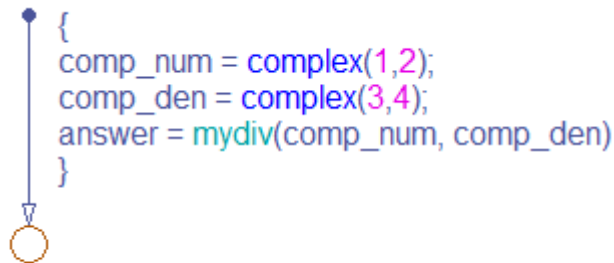 {
comp_num = complex(1,2);
comp_den = complex(3,4);
answer = mydiv(comp_num, comp_den)
}